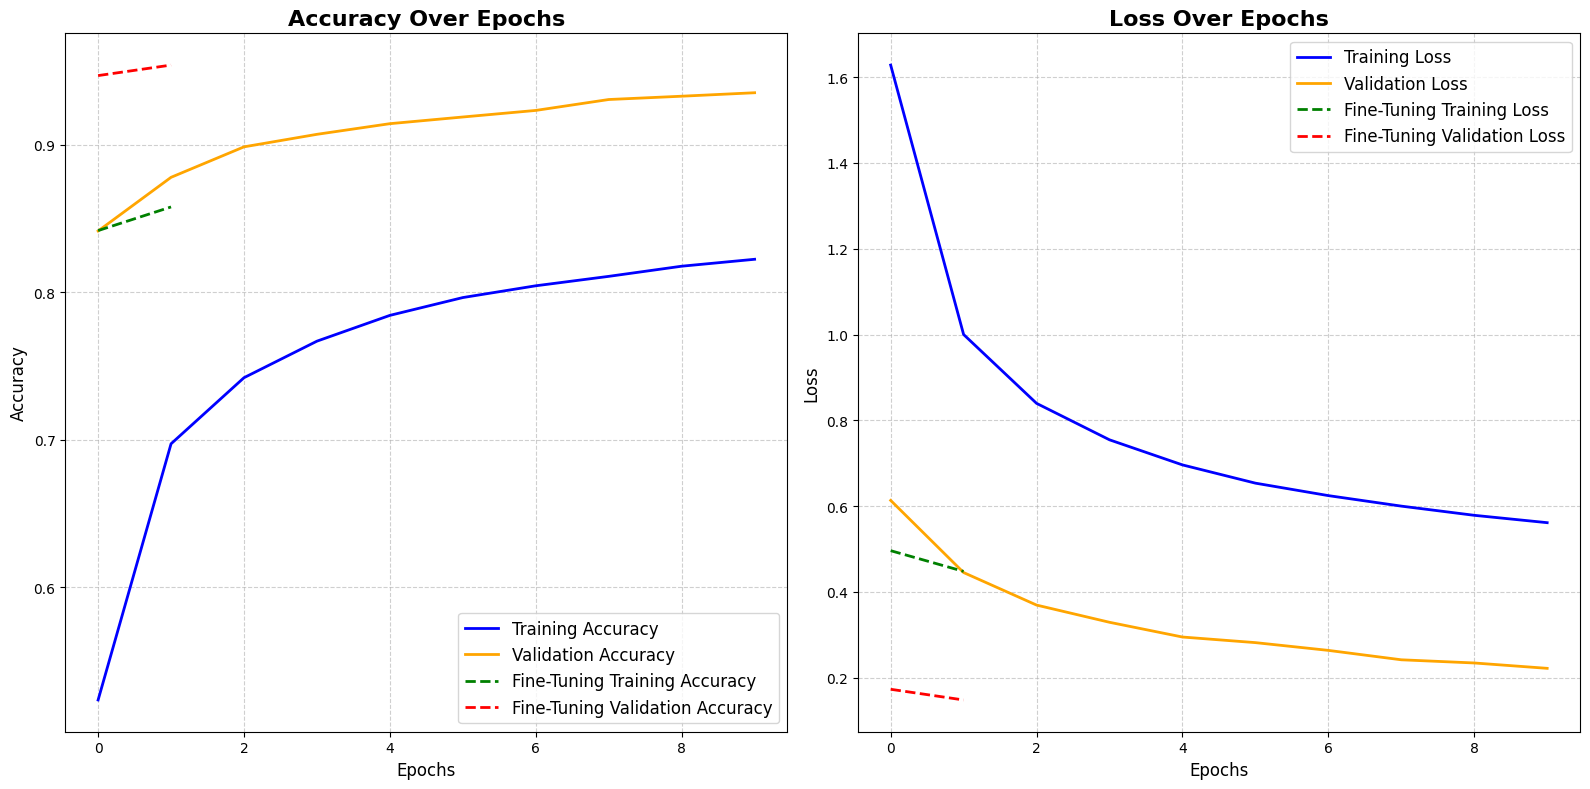 Accuracy Over Epochs
Accuracy
0.9
0.8
0.7
0.6
0 2 4 6 8
Epochs
Training Accuracy
Validation Accuracy
Fine-Tuning Training Accuracy
Fine-Tuning Validation Accuracy
Loss Over Epochs
Loss
1.6
1.4
1.2
1.0
0.8
0.6
0.4
0.2
0 2 4 6 8
Epochs
Training Loss
Validation Loss
Fine-Tuning Training Loss
Fine-Tuning Validation Loss